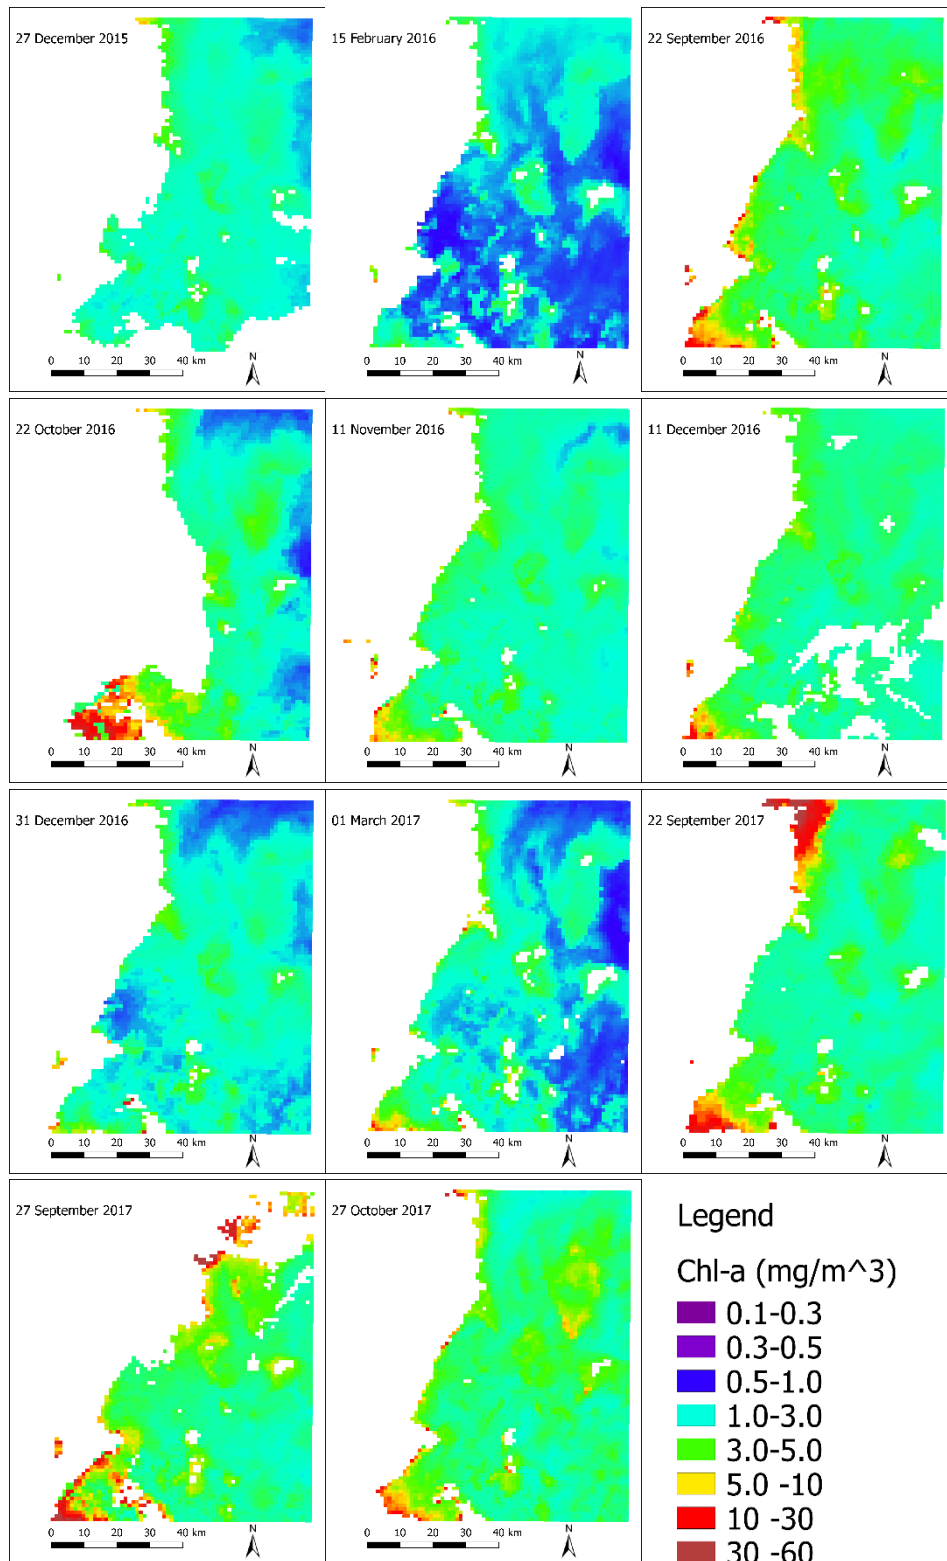 27 December 2015
15 February 2016
22 September 2016
0 10 20 30 40 km
N
0 10 20 30 40 km
N
0 10 20 30 40 km
N
22 October 2016
11 November 2016
11 December 2016
0 10 20 30 40 km
N
0 10 20 30 40 km
N
0 10 20 30 40 km
N
31 December 2016
01 March 2017
22 September 2017
0 10 20 30 40 km
N
0 10 20 30 40 km
N
0 10 20 30 40 km
N
27 September 2017
27 October 2017
0 10 20 30 40 km
N
0 10 20 30 40 km
N
Legend
Chl-a (mg/m^3)
0.1-0.3
0.3-0.5
0.5-1.0
1.0-3.0
3.0-5.0
5.0 -10
10 -30
30 -60